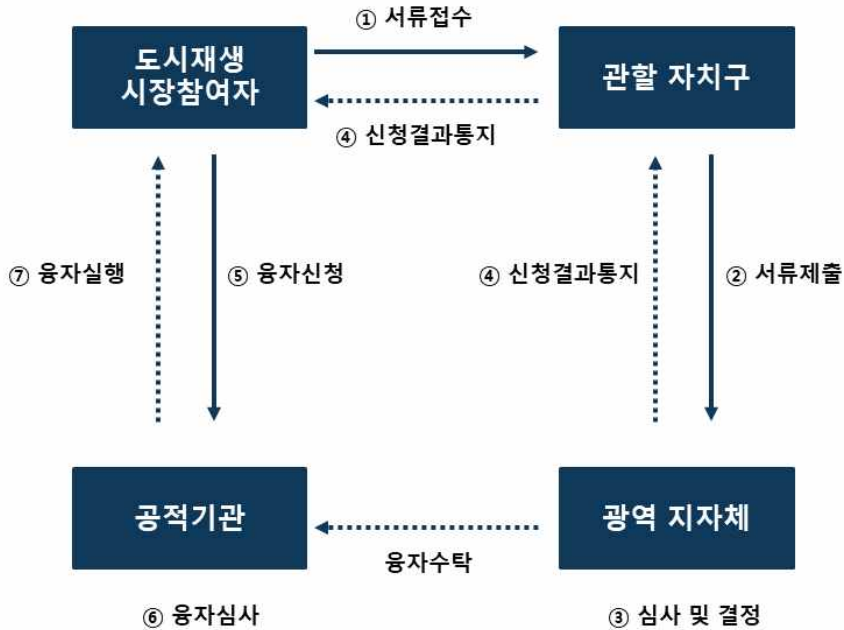 ① 서류접수
도시재생
시장참여자
관할 자치구
④ 신청결과통지
⑦ 융자실행
⑤ 융자신청
④ 신청결과통지
② 서류제출
공적기관
광역 지자체
융자수탁
⑥ 융자심사
③ 심사 및 결정